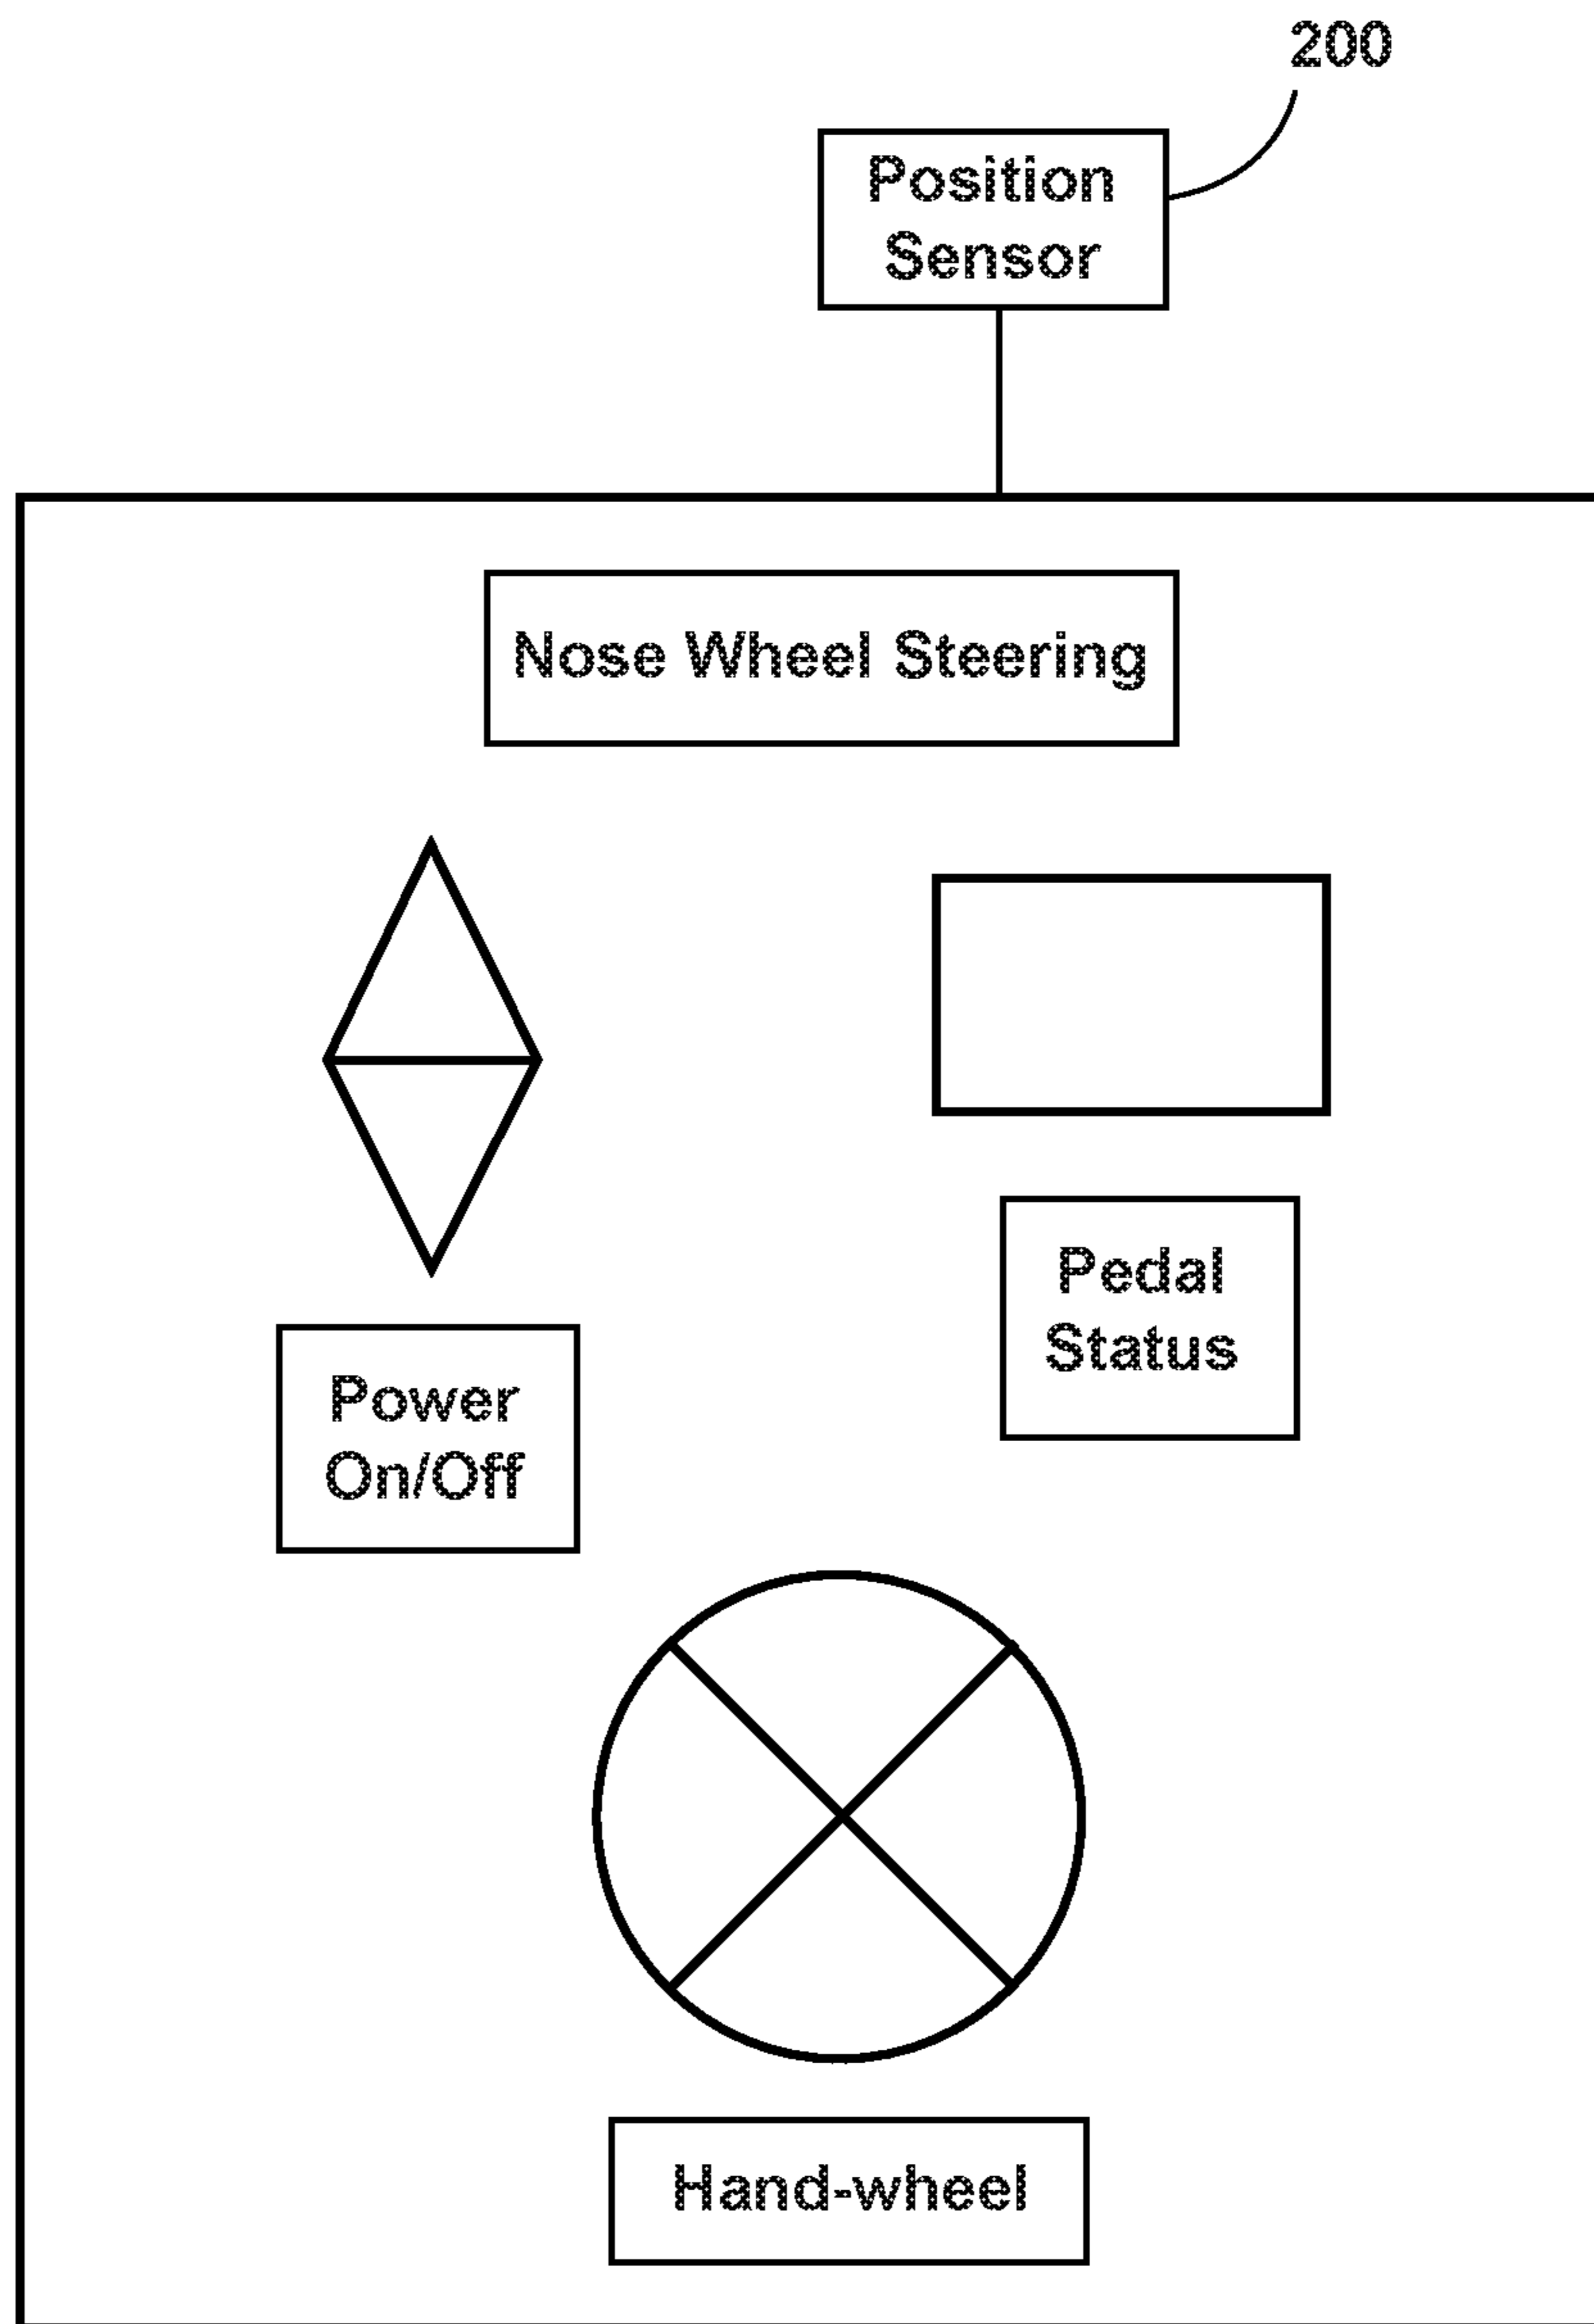 200
Position
Sensor
Nose Wheel Steering
Pedal
Status
Power
On/Off
Hand-wheel